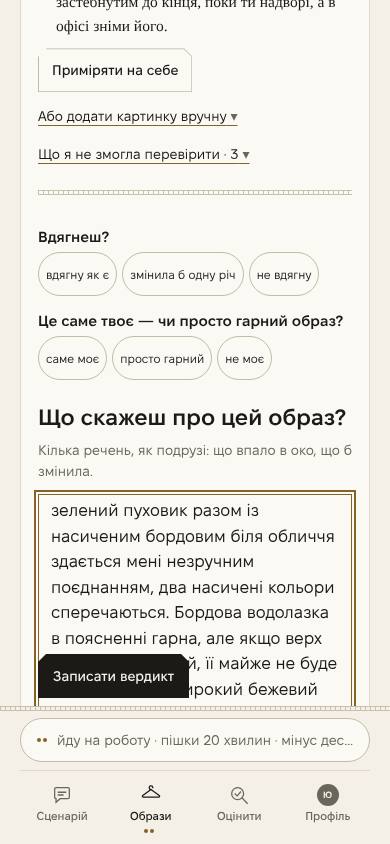 застебнутим до кінця, поки ти надворі, а в
офісі зніми його.
Приміряти на себе
Або додати картинку вручну ▾
Що я не змогла перевірити · 3 ▾
Вдягнеш?
вдягну як є
змінила б одну річ
не вдягну
Це саме твоє — чи просто гарний образ?
саме моє
просто гарний
не моє
Що скажеш про цей образ?
Кілька речень, як подрузі: що впало в око, що б
змінила.
зелений пуховик разом із
насиченим бордовим біля обличчя
здається мені незручним
поєднанням, два насичені кольори
сперечаються. Бордова водолазка
в поясненні гарна, але якщо верх
її майже не буде
бежевий
Записати вердикт
йду на роботу · пішки 20 хвилин · мінус дес...
Сценарій
Образи
Оцінити
Ю
Профіль